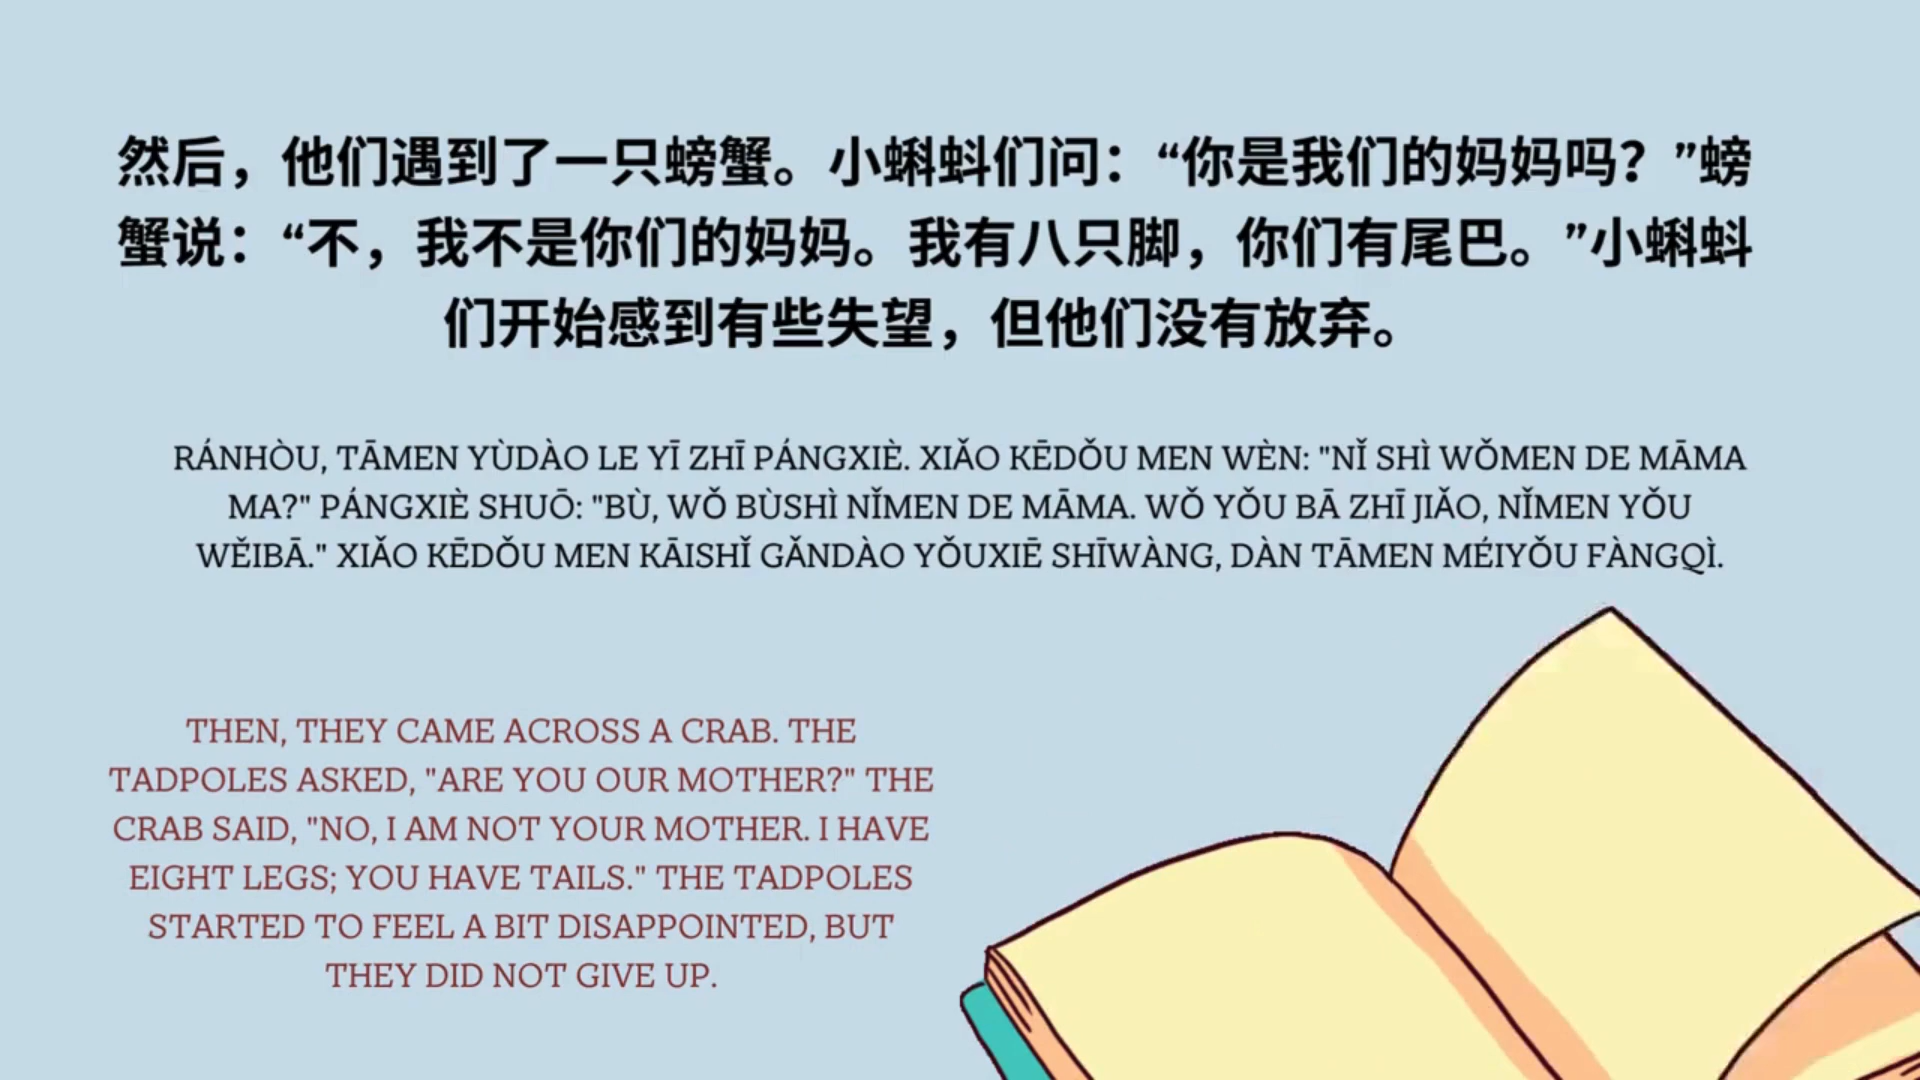 然后，他们遇到了一只螃蟹。小蝌蚪们问：“你是我们的妈妈吗？”螃
蟹说：“不，我不是你们的妈妈。我有八只脚，你们有尾巴。”小蝌蚪
们开始感到有些失望，但他们没有放弃。
RÁNHÒU, TĀMEN YÙDÀO LE YĪ ZHĪ PÁNGXIÈ. XIǍO KĒDǑU MEN WÈN: "NǏ SHÌ WǑMEN DE MĀMA
MA?" PÁNGXIÈ SHUŌ: "BÙ, WǑ BÙSHÌ NǏMEN DE MĀMA. WǑ YǑU BĀ ZHĪ JIǍO, NǏMEN YǑU
WĚIBĀ." XIǍO KĒDǑU MEN KĀISHǏ GǍNDÀO YǑUXIĒ SHĪWÀNG, DÀN TĀMEN MÉIYǑU FÀNGQÌ.
THEN, THEY CAME ACROSS A CRAB. THE
TADPOLES ASKED, "ARE YOU OUR MOTHER?" THE
CRAB SAID, "NO, I AM NOT YOUR MOTHER. I HAVE
EIGHT LEGS; YOU HAVE TAILS." THE TADPOLES
STARTED TO FEEL A BIT DISAPPOINTED, BUT
THEY DID NOT GIVE UP.